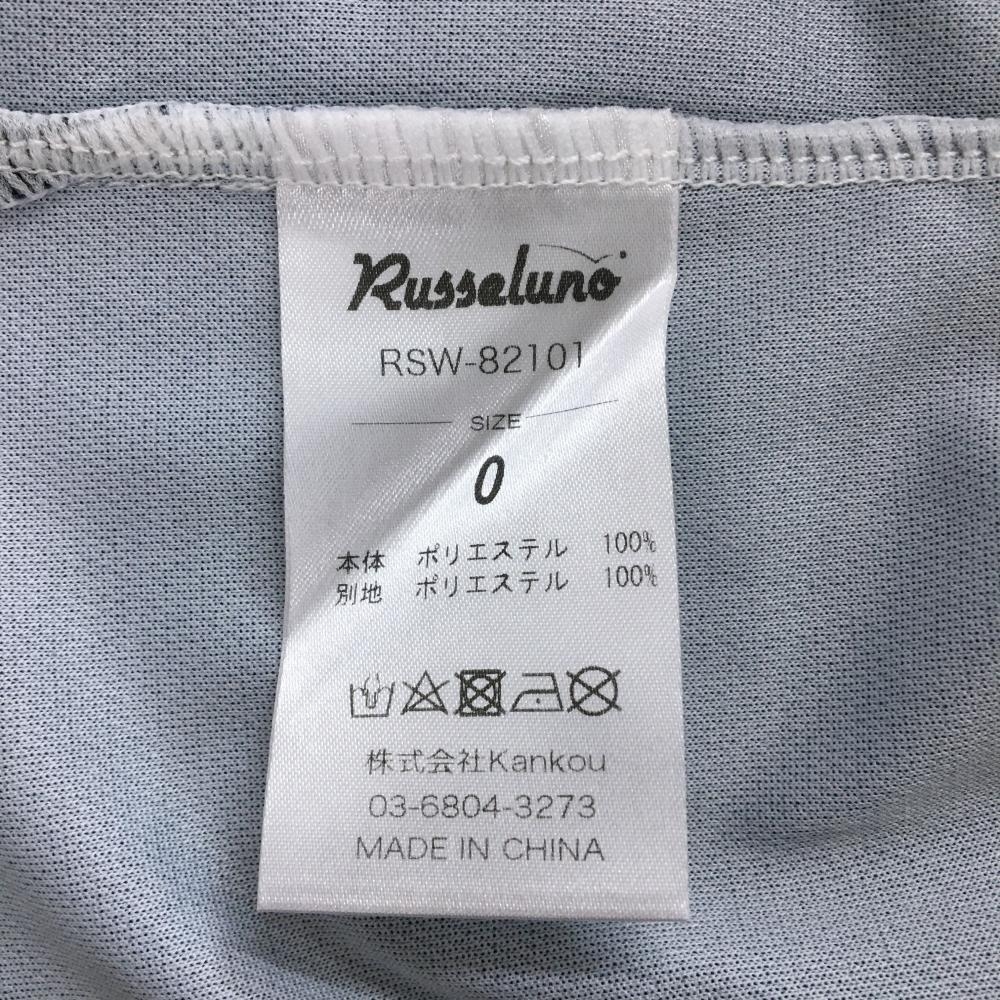 Russeluno
RSW-82101
SIZE
0
本体 ポリエステル 100%
別地 ポリエステル 100%
株式会社Kankou
03-6804-3273
MADE IN CHINA